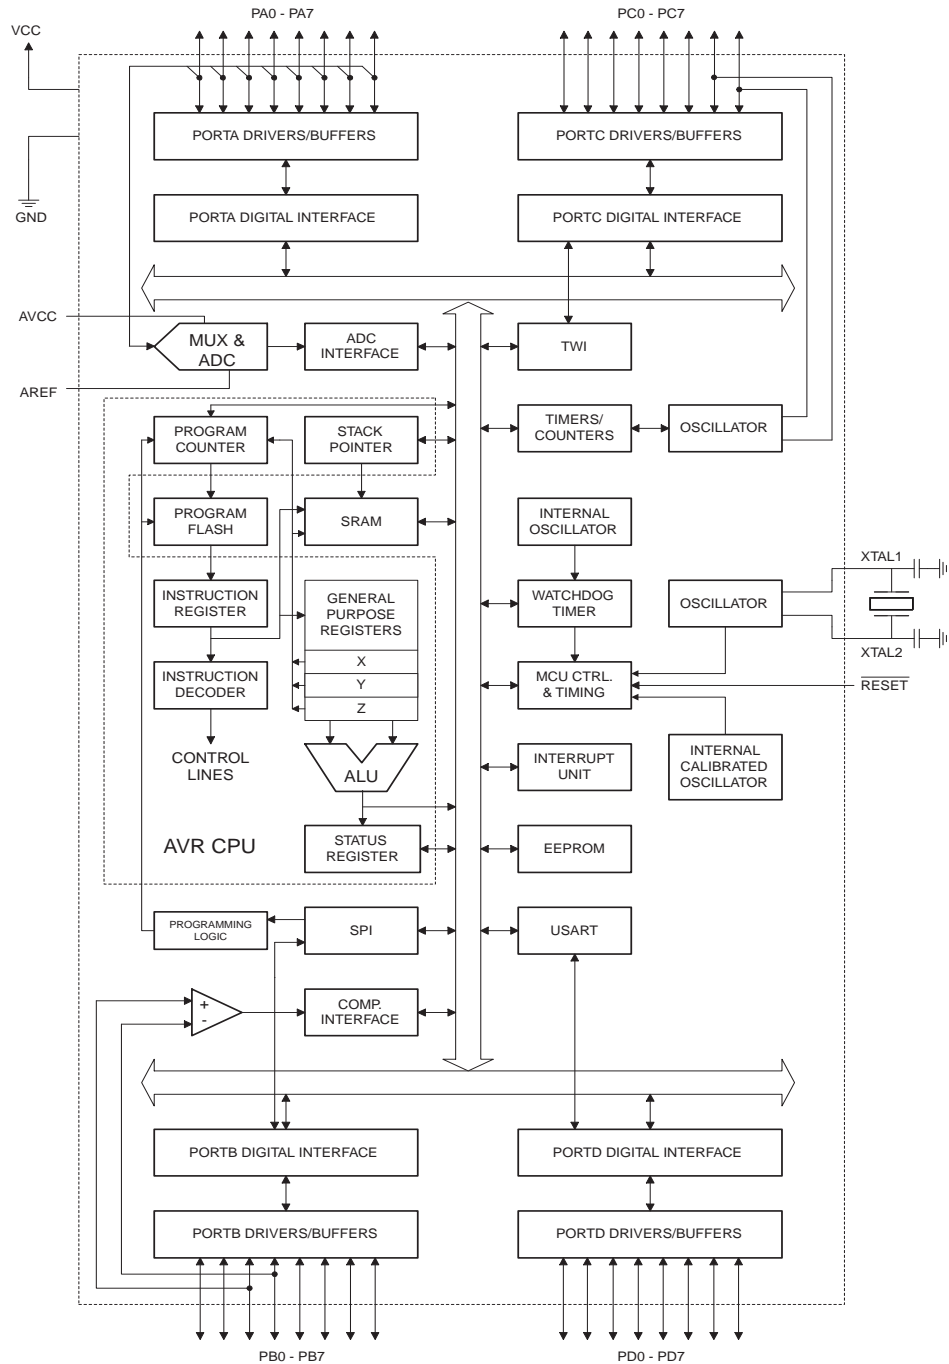 PA0 - PA7
PC0 - PC7
VCC
PORTA DRIVERS/BUFFERS
PORTC DRIVERS/BUFFERS
PORTA DIGITAL INTERFACE
PORTC DIGITAL INTERFACE
GND
AVCC
MUX &
ADC
ADC
INTERFACE
TWI
AREF
PROGRAM
COUNTER
STACK
POINTER
TIMERS/
COUNTERS
OSCILLATOR
PROGRAM
FLASH
SRAM
INTERNAL
OSCILLATOR
XTAL1
INSTRUCTION
REGISTER
GENERAL
PURPOSE
REGISTERS
WATCHDOG
TIMER
OSCILLATOR
XTAL2
X
Y
Z
INSTRUCTION
DECODER
MCU CTRL.
& TIMING
RESET
CONTROL
LINES
ALU
INTERRUPT
UNIT
INTERNAL
CALIBRATED
OSCILLATOR
AVR CPU
STATUS
REGISTER
EEPROM
PROGRAMMING
LOGIC
SPI
USART
+
-
COMP.
INTERFACE
PORTB DIGITAL INTERFACE
PORTD DIGITAL INTERFACE
PORTB DRIVERS/BUFFERS
PORTD DRIVERS/BUFFERS
PB0 - PB7
PD0 - PD7